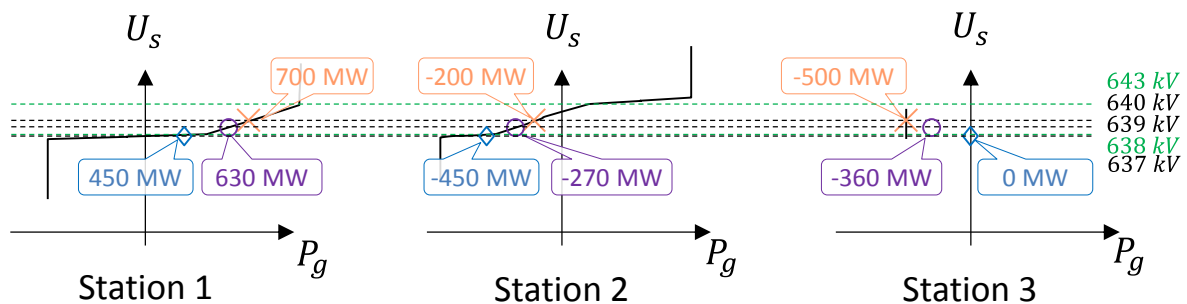 U_s
U_s
U_s
700 MW
-200 MW
-500 MW
643 kV
640 kV
639 kV
638 kV
637 kV
450 MW
630 MW
-450 MW
-270 MW
-360 MW
0 MW
P_g
P_g
P_g
Station 1
Station 2
Station 3